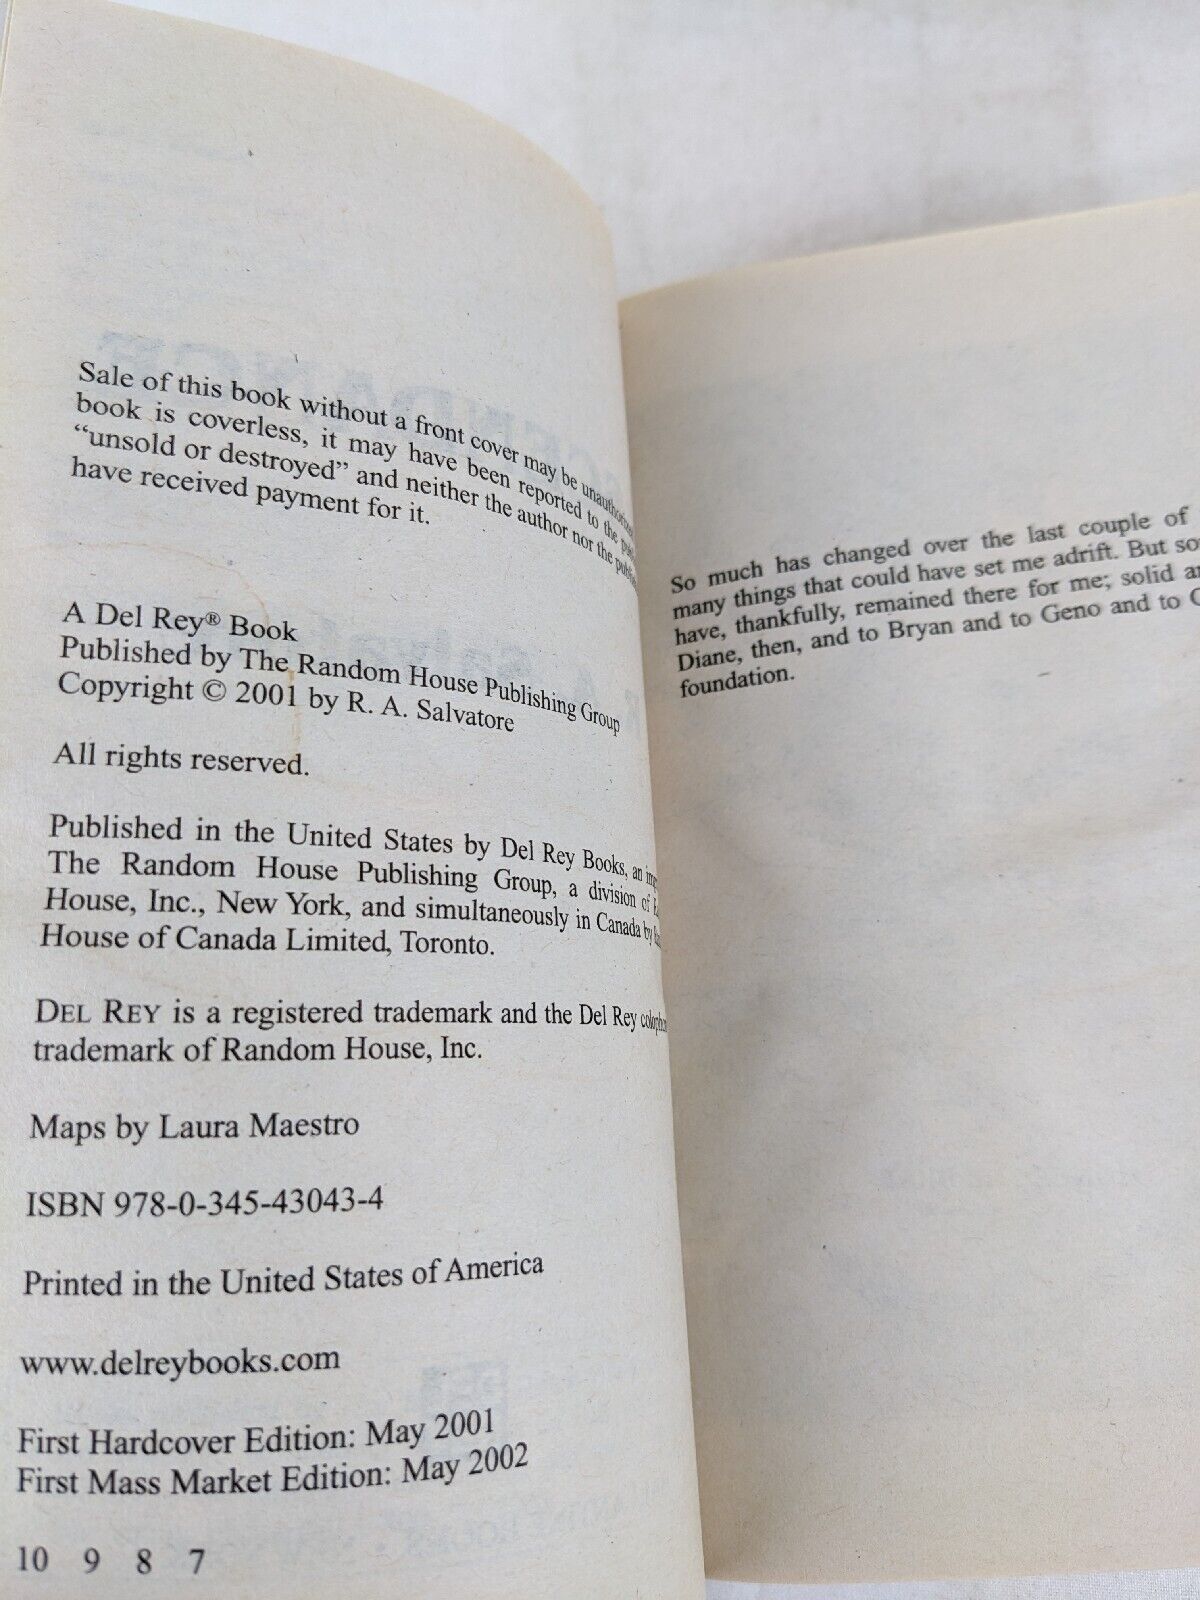 Sale of this book without a front cover may be
book is coverless, it may have been reported to the
“unsold or destroyed” and neither the author nor the
have received payment for it.
A Del Rey® Book
Published by The Random House Publishing Group
Copyright © 2001 by R. A. Salvatore
All rights reserved.
Published in the United States by Del Rey Books, an
The Random House Publishing Group, a division of
House, Inc., New York, and simultaneously in Canada by
House of Canada Limited, Toronto.
DEL REY is a registered trademark and the Del Rey
trademark of Random House, Inc.
Maps by Laura Maestro
ISBN 978-0-345-43043-4
Printed in the United States of America
www.delreybooks.com
First Hardcover Edition: May 2001
First Mass Market Edition: May 2002
10 9 8 7
So much has changed over the last couple of
many things that could have set me adrift. But
have, thankfully, remained there for me; solid
Diane, then, and to Bryan and to Geno and to
foundation.